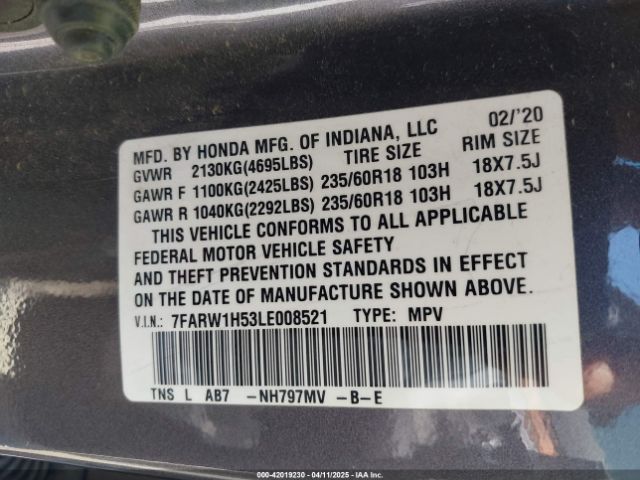 02/'20
MFD. BY HONDA MFG. OF INDIANA, LLC
GVWR 2130KG(4695LBS) TIRE SIZE RIM SIZE
GAWR F 1100KG(2425LBS) 235/60R18 103H 18X7.5J
GAWR R 1040KG(2292LBS) 235/60R18 103H 18X7.5J
THIS VEHICLE CONFORMS TO ALL APPLICABLE
FEDERAL MOTOR VEHICLE SAFETY
AND THEFT PREVENTION STANDARDS IN EFFECT
ON THE DATE OF MANUFACTURE SHOWN ABOVE.
V.I.N.: 7FARW1H53LE008521 TYPE: MPV
TNS L AB7 -NH797MV -B-E
000-42019230 - 04/11/2025 - IAA Inc.